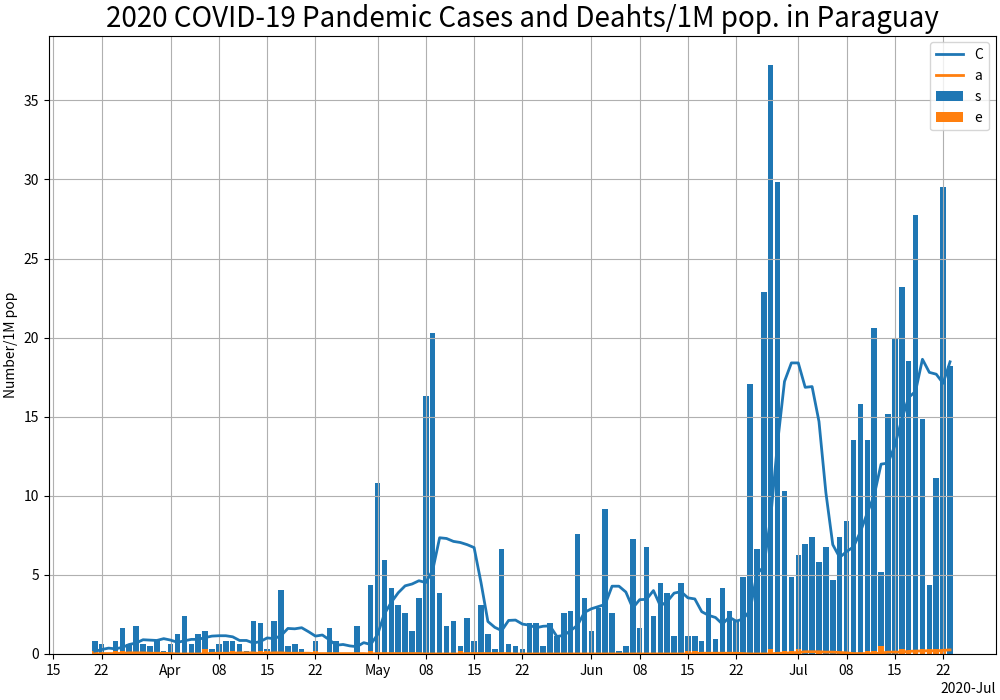 2020 COVID-19 Pandemic Cases and Deahts/1M pop. in Paraguay
C
a
s
e
Number/1M pop
35
30
25
20
15
10
5
0
15 22 Apr 08 15 22 May 08 15 22 Jun 08 15 22 Jul 08 15 22
2020-Jul